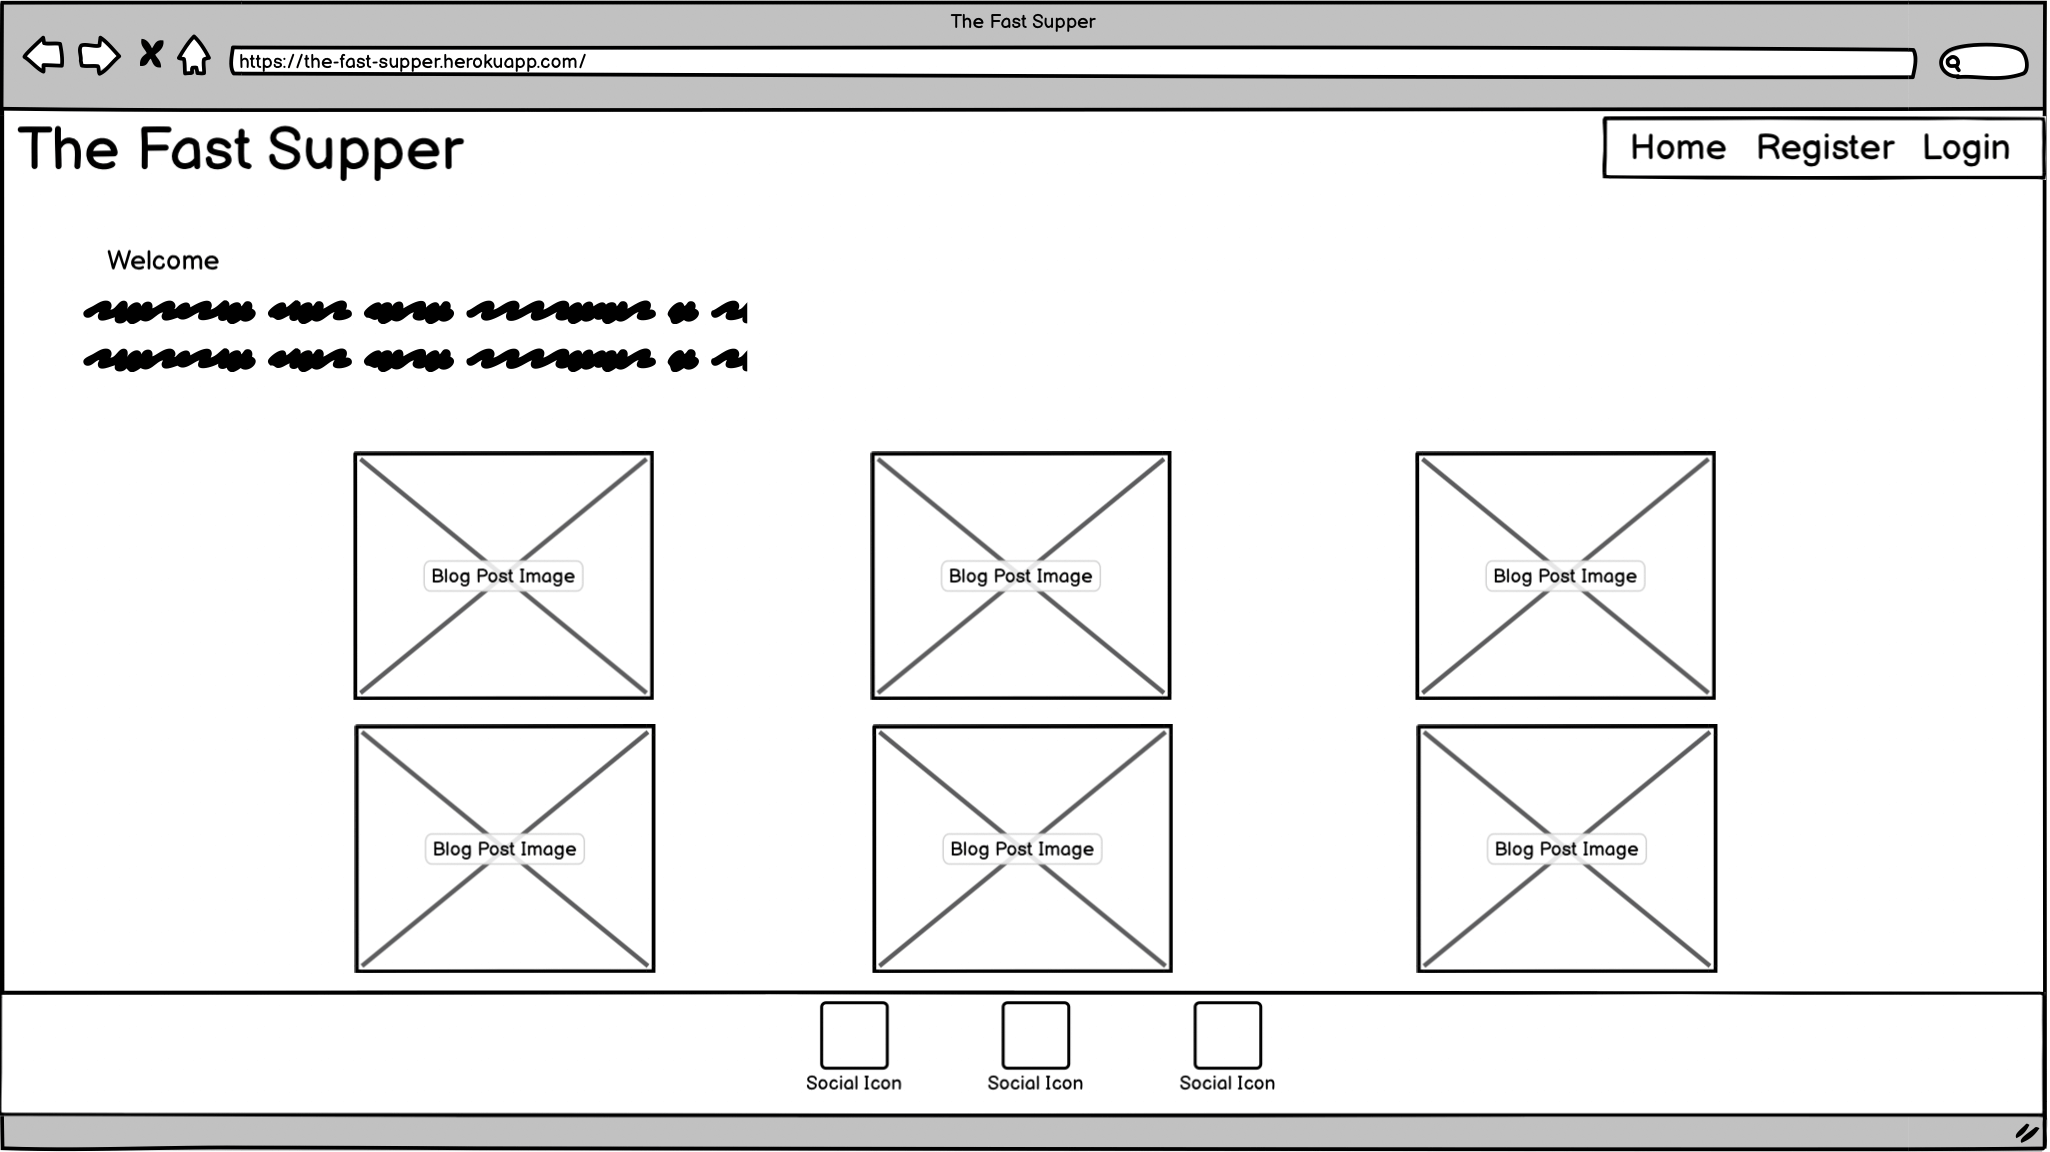 The Fast Supper
https://the-fast-supper.herokuapp.com/
The Fast Supper
Home Register Login
Welcome
Blog Post Image Blog Post Image Blog Post Image
Blog Post Image Blog Post Image Blog Post Image
Social Icon Social Icon Social Icon